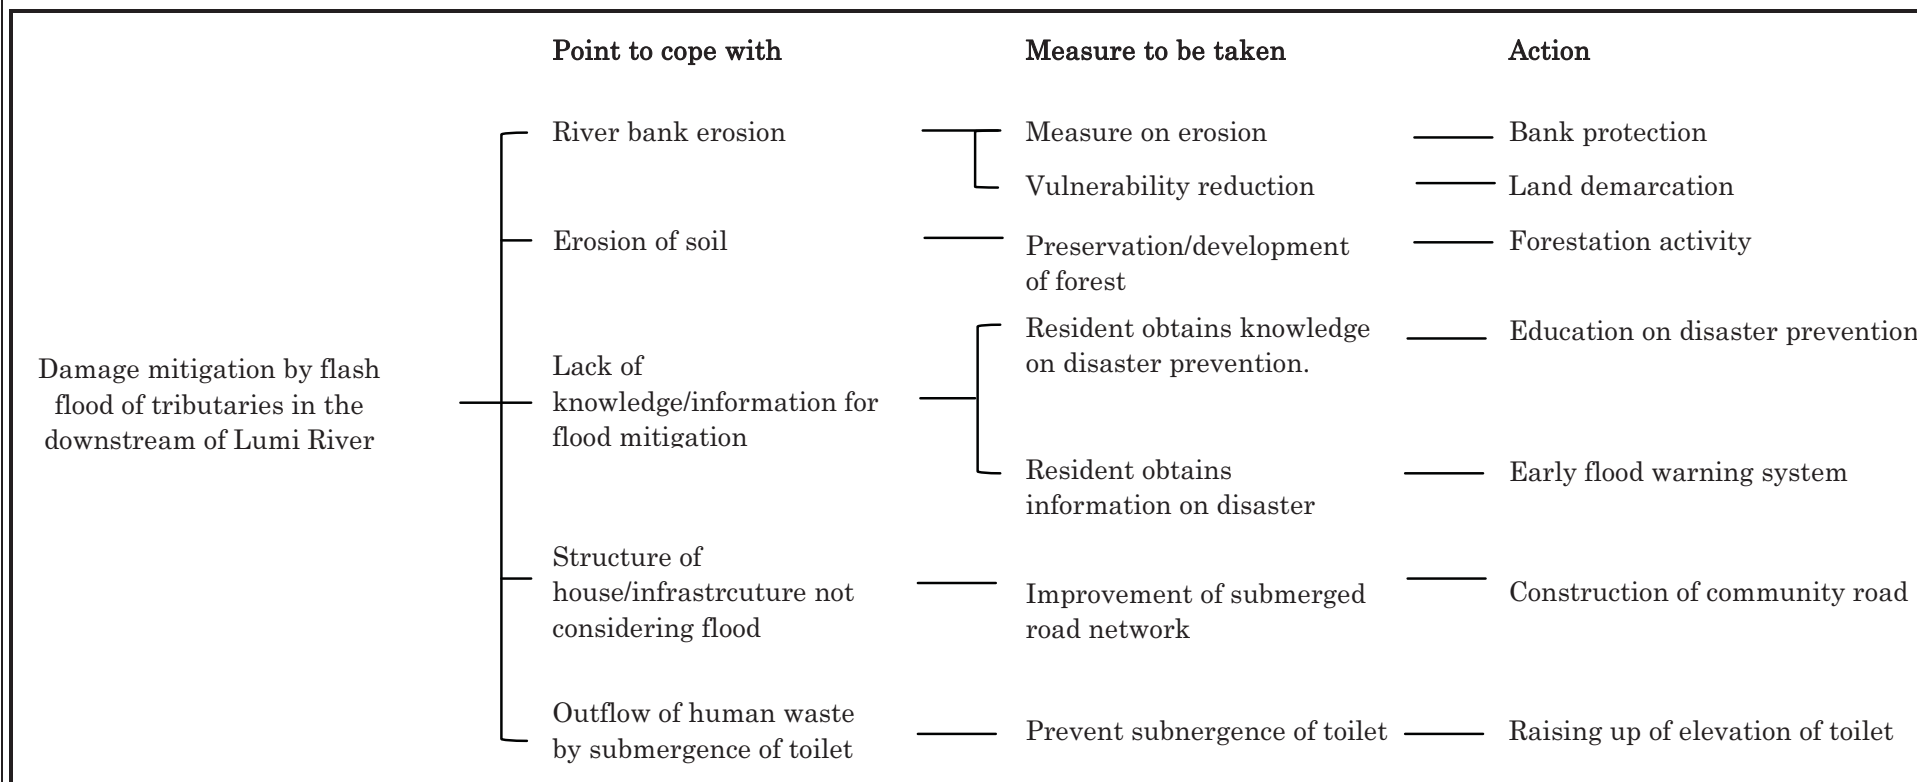 Point to cope with
Measure to be taken
Action
River bank erosion
Measure on erosion
Bank protection
Vulnerability reduction
Land demarcation
Erosion of soil
Preservation/development
of forest
Forestation activity
Damage mitigation by flash
flood of tributaries in the
downstream of Lumi River
Lack of
knowledge/information for
flood mitigation
Resident obtains knowledge
on disaster prevention.
Education on disaster prevention
Resident obtains
information on disaster
Early flood warning system
Structure of
house/infrastrcuture not
considering flood
Improvement of submerged
road network
Construction of community road
Outflow of human waste
by submergence of toilet
Prevent subnergence of toilet
Raising up of elevation of toilet